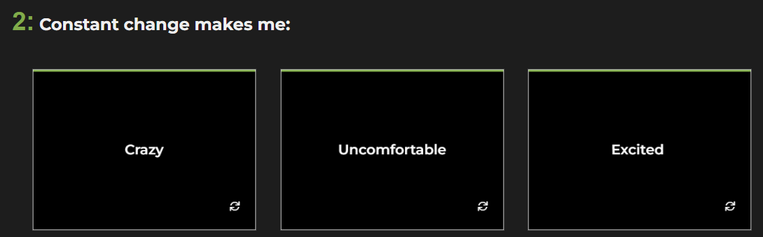 2: Constant change makes me:
Crazy
Uncomfortable
Excited